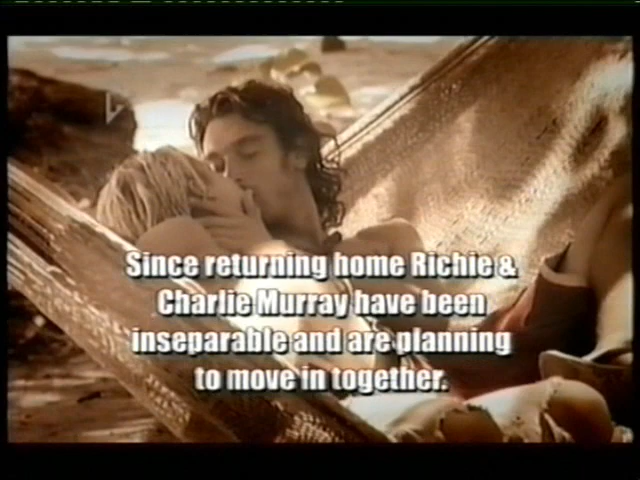 Since returning home Richie &
Charlie Murray have been
inseparable and are planning
to move in together.